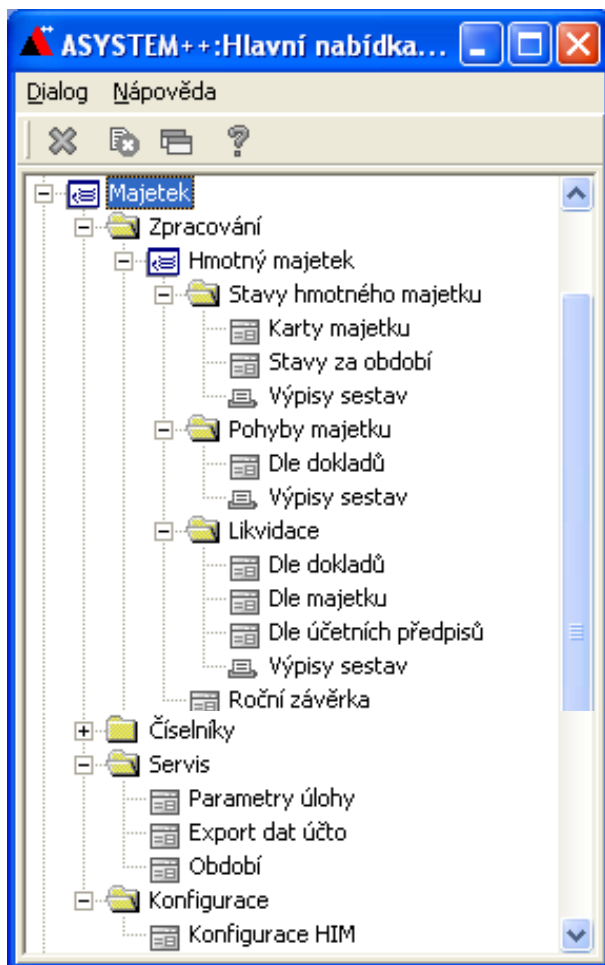 ASYSTEM++:Hlavní nabídka...
Dialog Nápověda
Majetek
Zpracování
Hmotný majetek
Stavy hmotného majetku
Karty majetku
Stavy za období
Výpisy sestav
Pohyby majetku
Dle dokladů
Výpisy sestav
Likvidace
Dle dokladů
Dle majetku
Dle účetních předpisů
Výpisy sestav
Roční závěrka
Číselníky
Servis
Parametry úlohy
Export dat účto
Období
Konfigurace
Konfigurace HIM